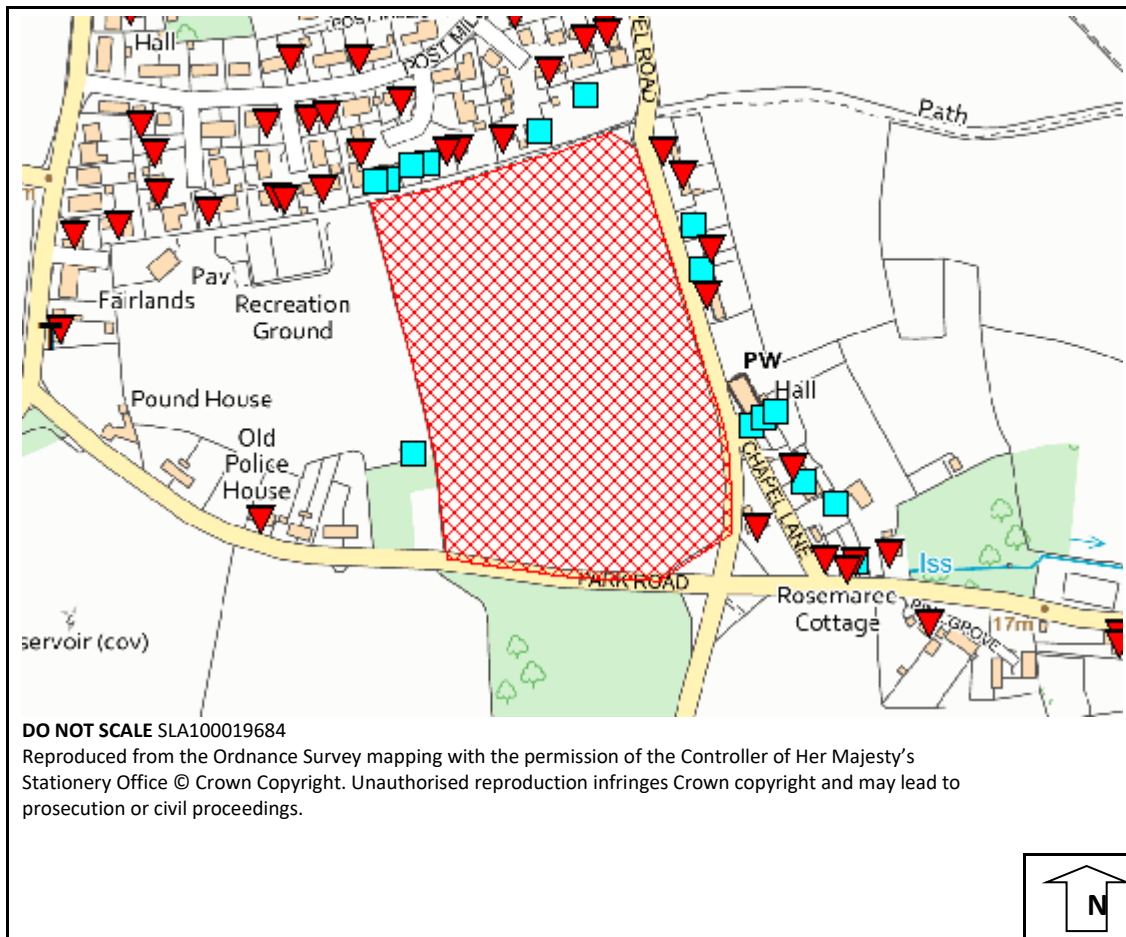 Hall
POST MILL
EL ROAD
Path
Pav
Fairlands
Recreation
Ground
PW
Hall
Pound House
Old
Police
House
CHAPEL LANE
Iss
PARK ROAD
Rosemaree
Cottage
GROVE
17m
servoir (cov)
DO NOT SCALE SLA100019684
Reproduced from the Ordnance Survey mapping with the permission of the Controller of Her Majesty's
Stationery Office © Crown Copyright. Unauthorised reproduction infringes Crown copyright and may lead to
prosecution or civil proceedings.
N